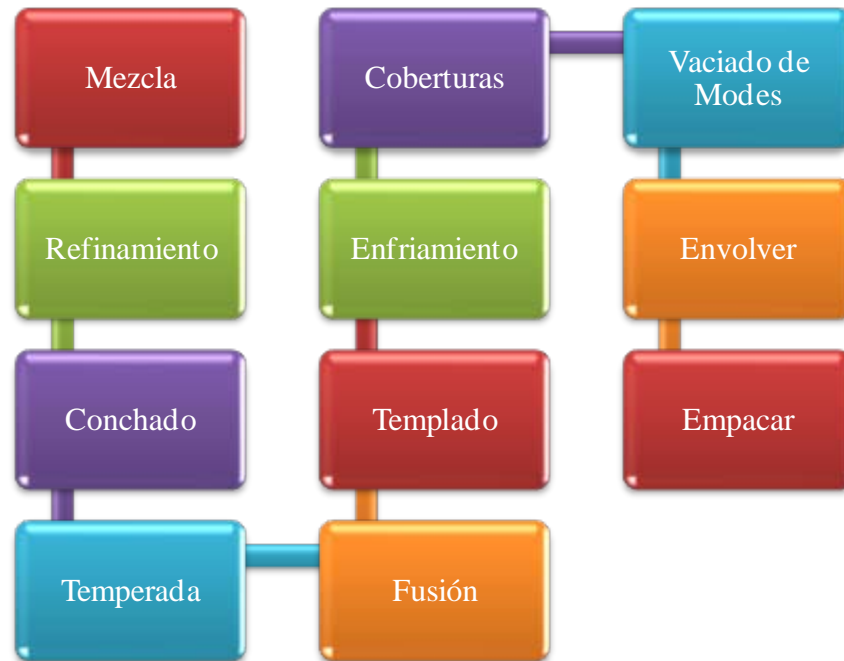 Mezcla
Refinamiento
Conchado
Temperada
Fusión
Templado
Enfriamiento
Coberturas
Vaciado de
Modes
Envolver
Empacar